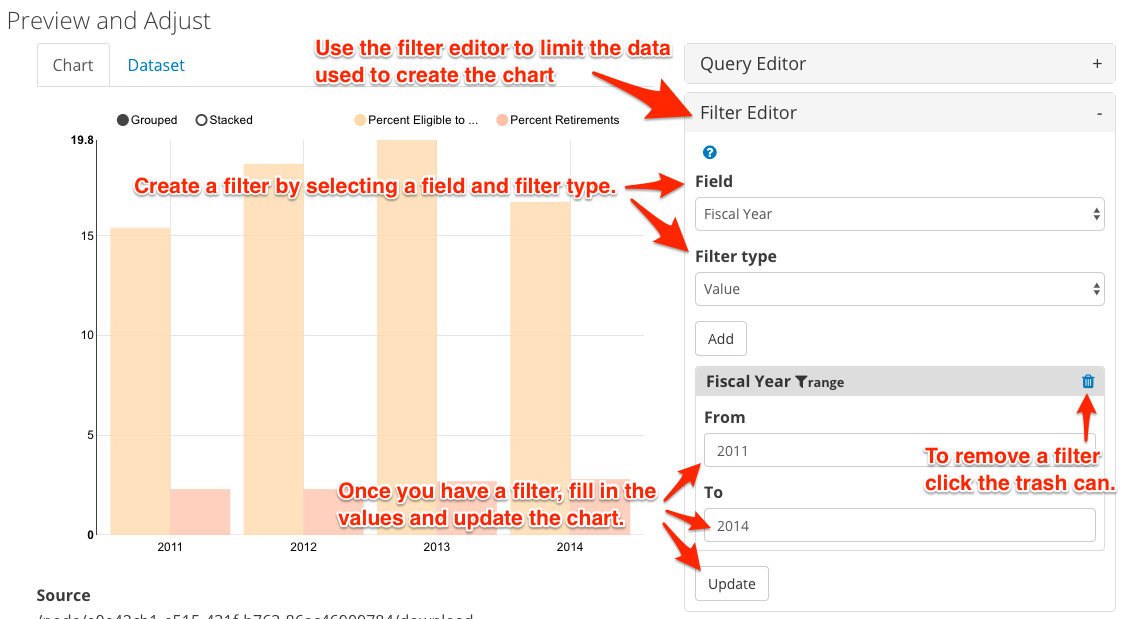 Preview and Adjust
Chart
Dataset
Use the filter editor to limit the data
used to create the chart
Query Editor
+
Filter Editor
-
Grouped
Stacked
Percent Eligible to ...
Percent Retirements
?
19.8
15
10
5
0
2011
2012
2013
2014
Create a filter by selecting a field and filter type.
Field
Fiscal Year
Filter type
Value
Add
Fiscal Year range
From
2011
To remove a filter
click the trash can.
To
2014
Once you have a filter, fill in the
values and update the chart.
Update
Source